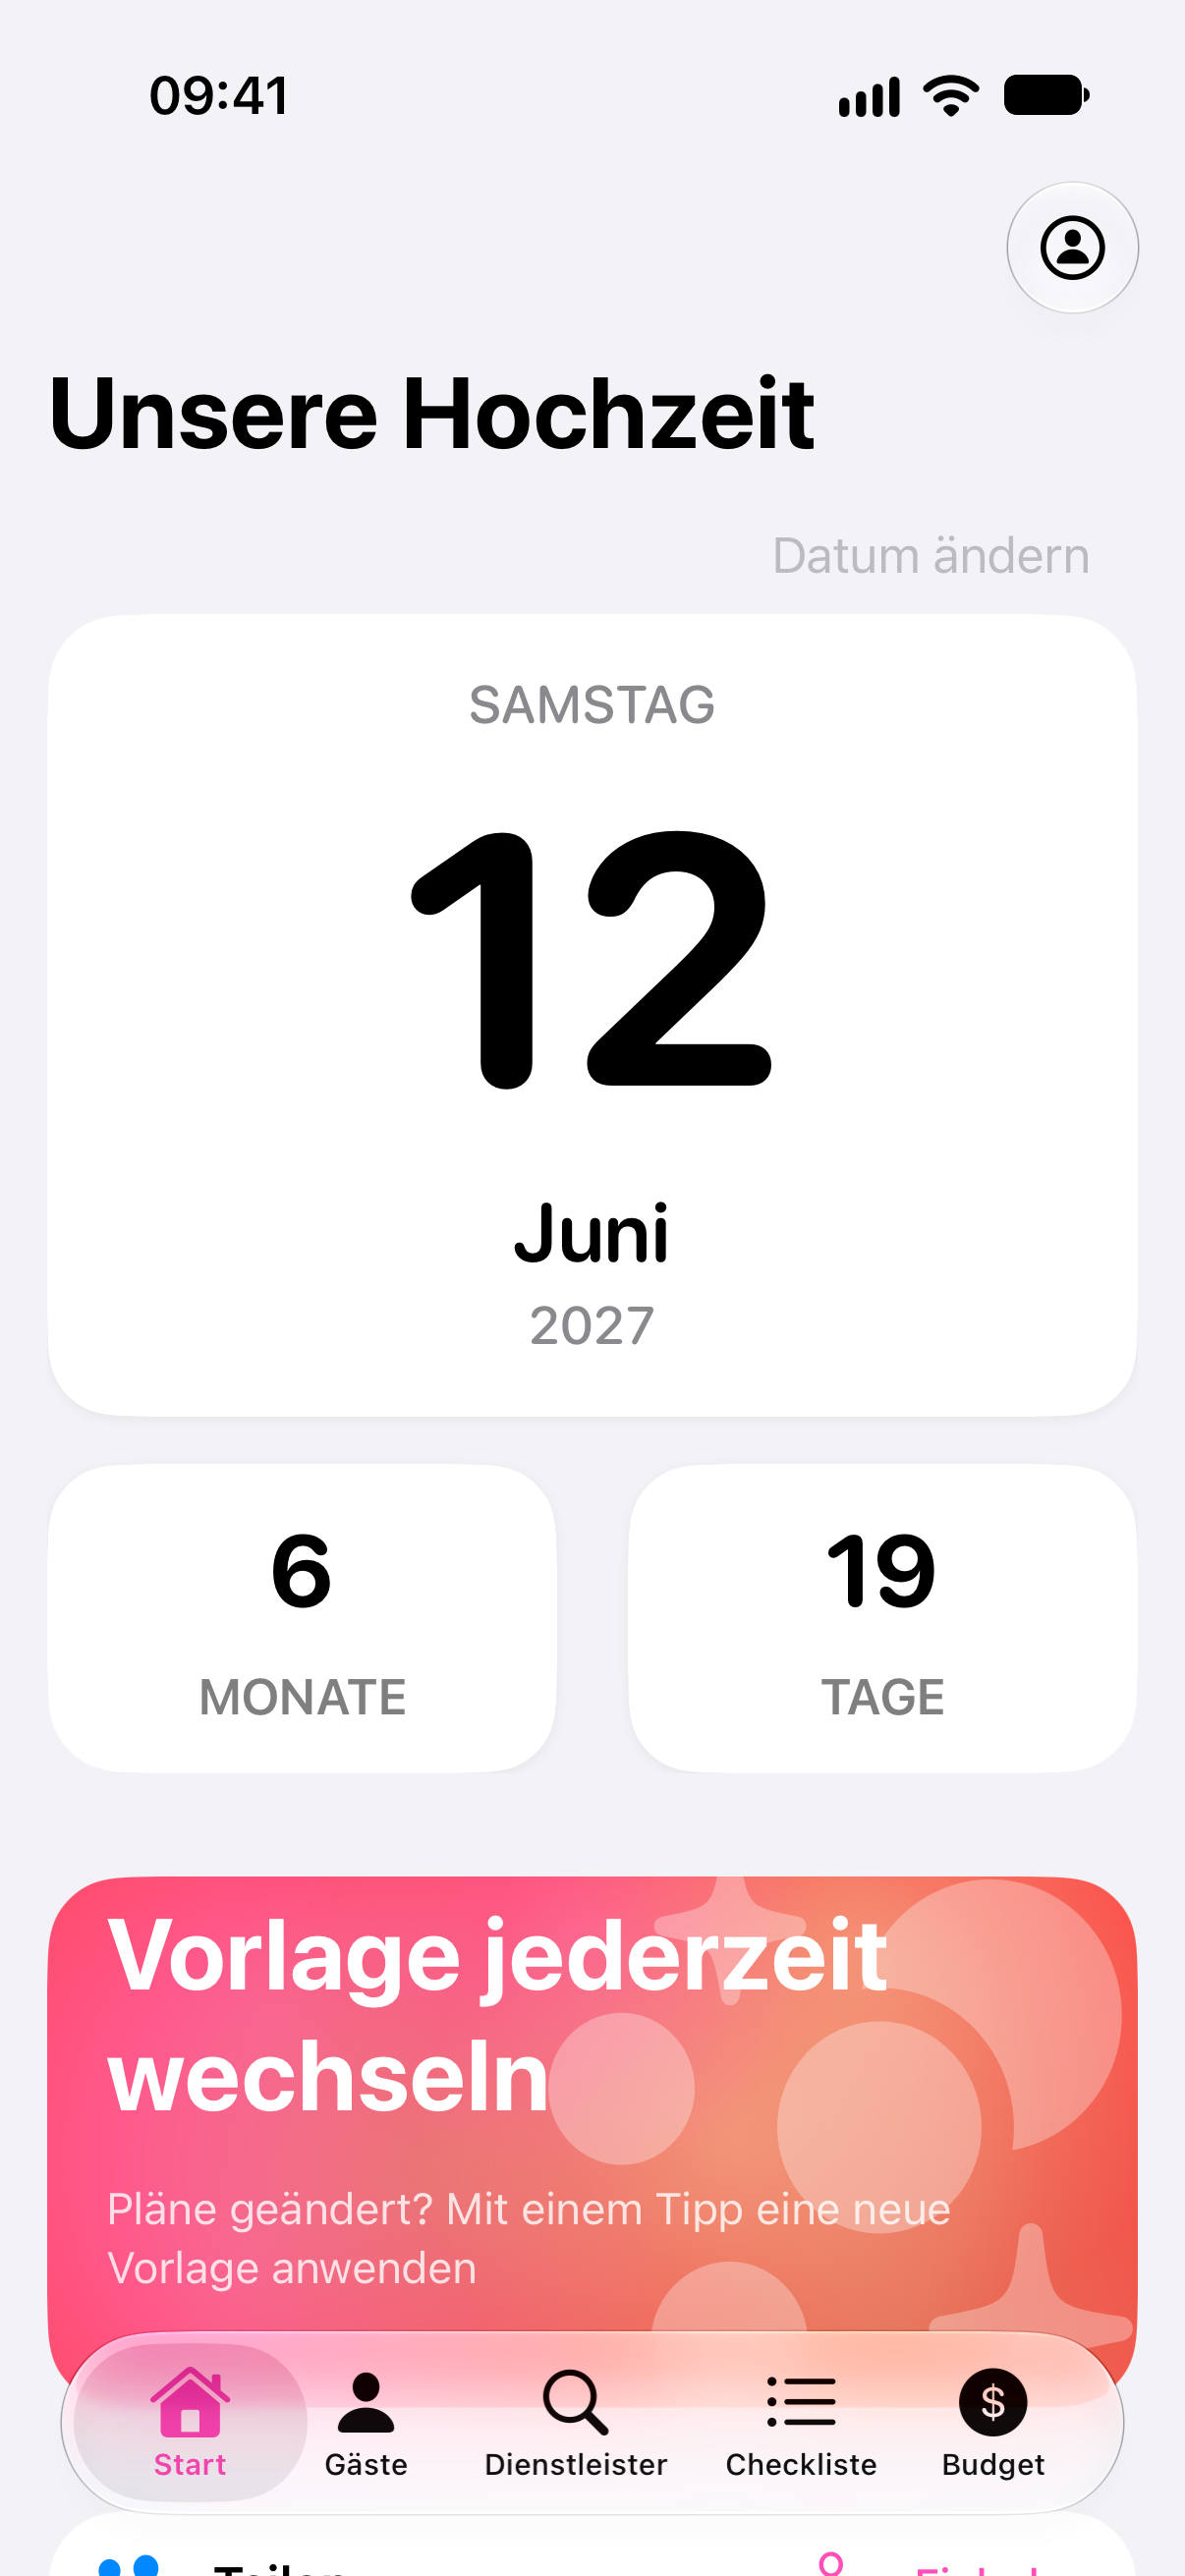 09:41
Unsere Hochzeit
Datum ändern
SAMSTAG
12
Juni
2027
6
19
MONATE
TAGE
Vorlage jederzeit
wechseln
Pläne geändert? Mit einem Tipp eine neue
Vorlage anwenden
$
Start
Gäste
Dienstleister
Checkliste
Budget